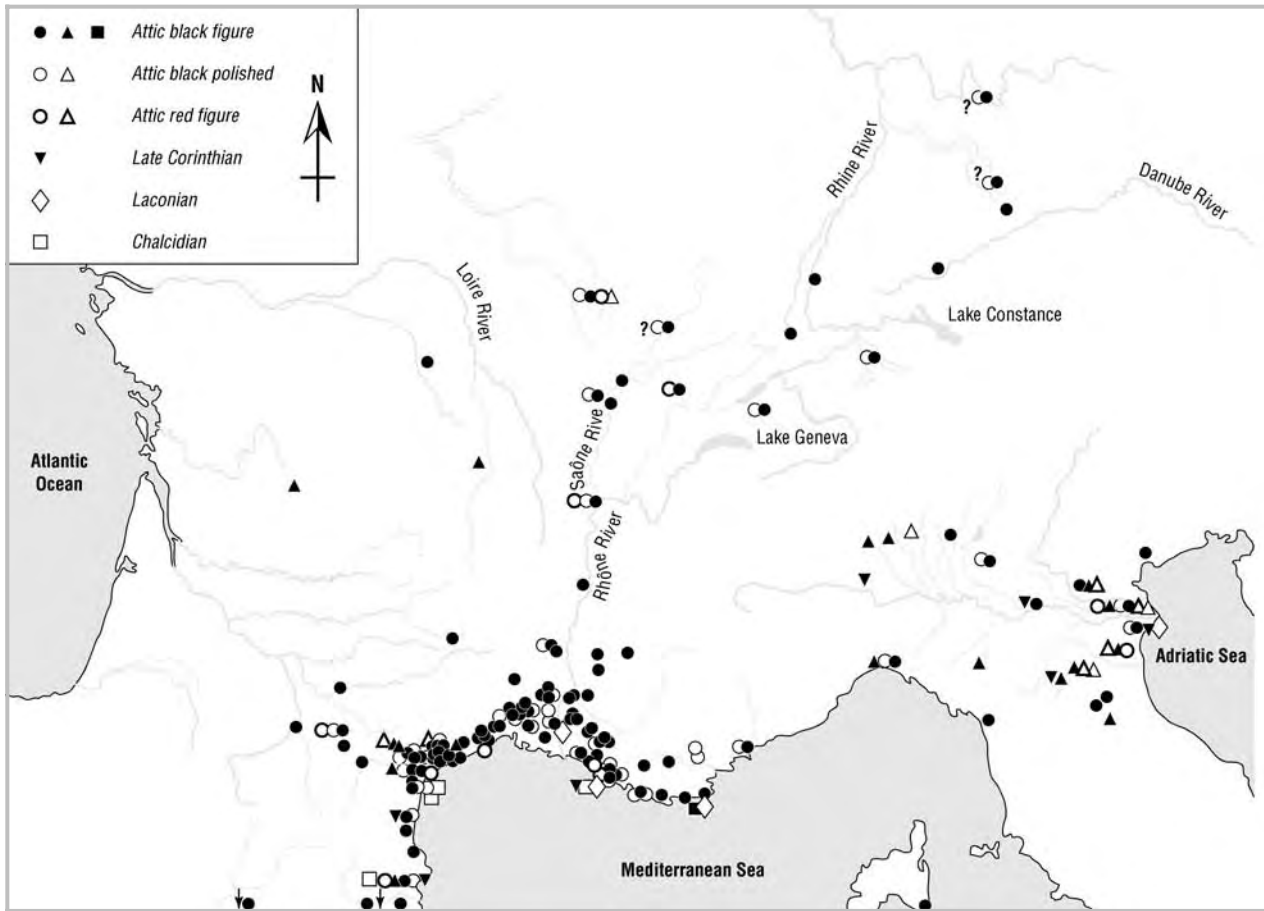 Attic black figure
Attic black polished
Attic red figure
Late Corinthian
Laconian
Chalcidian
N
?
Rhine River
?
Danube River
Loire River
?
Lake Constance
Saône Rive
Lake Geneva
Atlantic
Ocean
Rhône River
Adriatic Sea
Mediterranean Sea